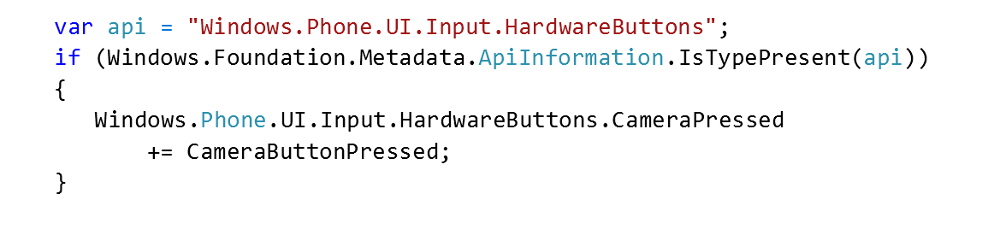 var api = "Windows.Phone.UI.Input.HardwareButtons";
if (Windows.Foundation.Metadata.ApiInformation.IsTypePresent(api))
{
   Windows.Phone.UI.Input.HardwareButtons.CameraPressed
       += CameraButtonPressed;
}